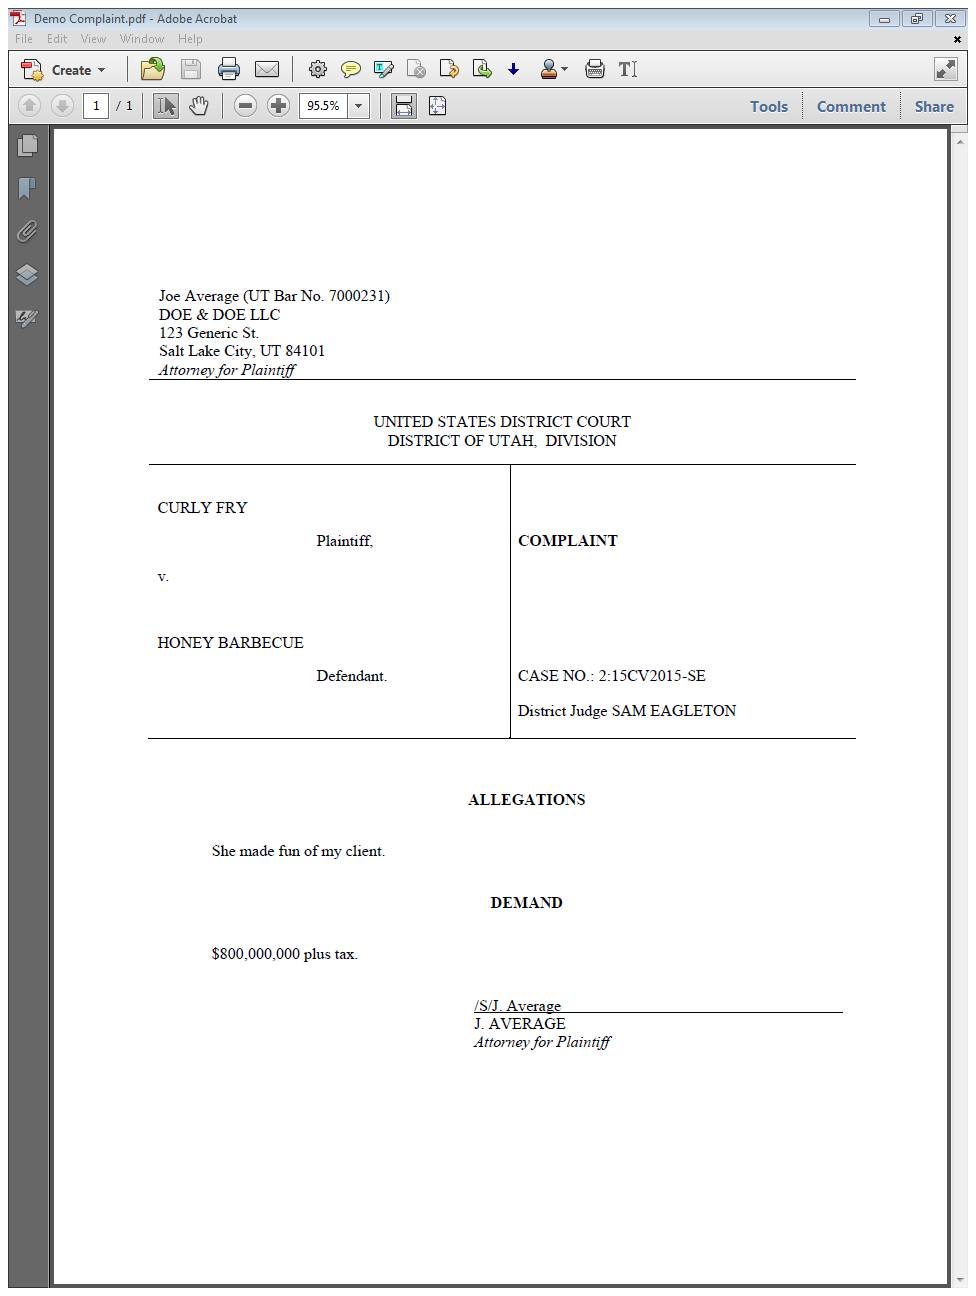 Demo Complaint.pdf - Adobe Acrobat
File Edit View Window Help
Create
1 / 1 95.5% Tools Comment Share
Joe Average (UT Bar No. 7000231)
DOE & DOE LLC
123 Generic St.
Salt Lake City, UT 84101
Attorney for Plaintiff
UNITED STATES DISTRICT COURT
DISTRICT OF UTAH,  DIVISION
CURLY FRY
Plaintiff,
v.
HONEY BARBECUE
Defendant.
COMPLAINT
CASE NO.: 2:15CV2015-SE
District Judge SAM EAGLETON
ALLEGATIONS
She made fun of my client.
DEMAND
$800,000,000 plus tax.
/S/J. Average
J. AVERAGE
Attorney for Plaintiff